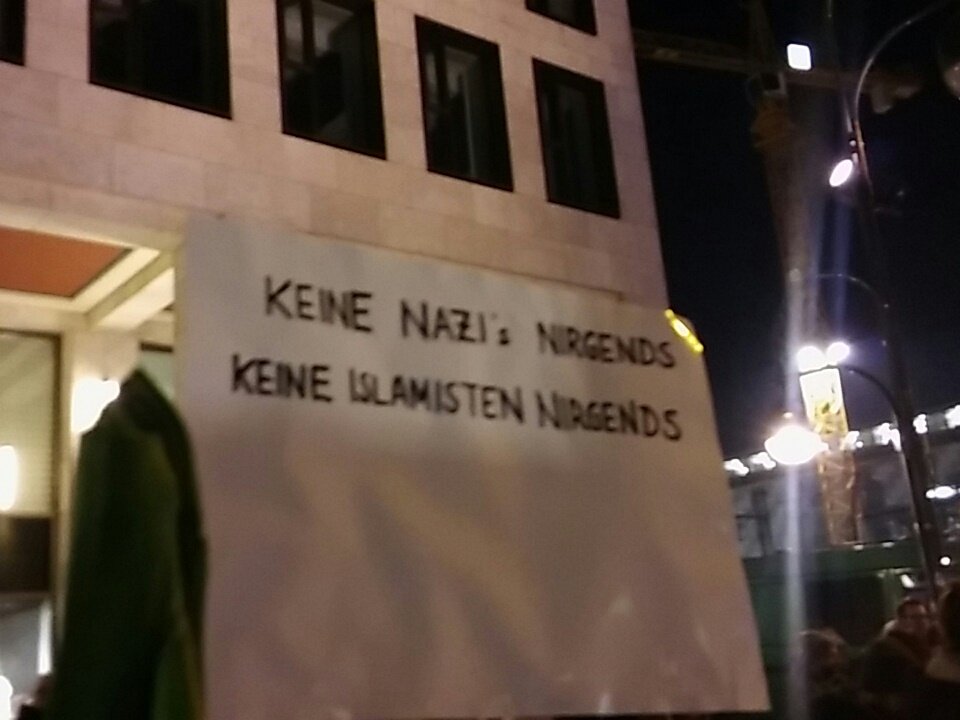 KEINE NAZI's NIRGENDS
KEINE ISLAMISTEN NIRGENDS